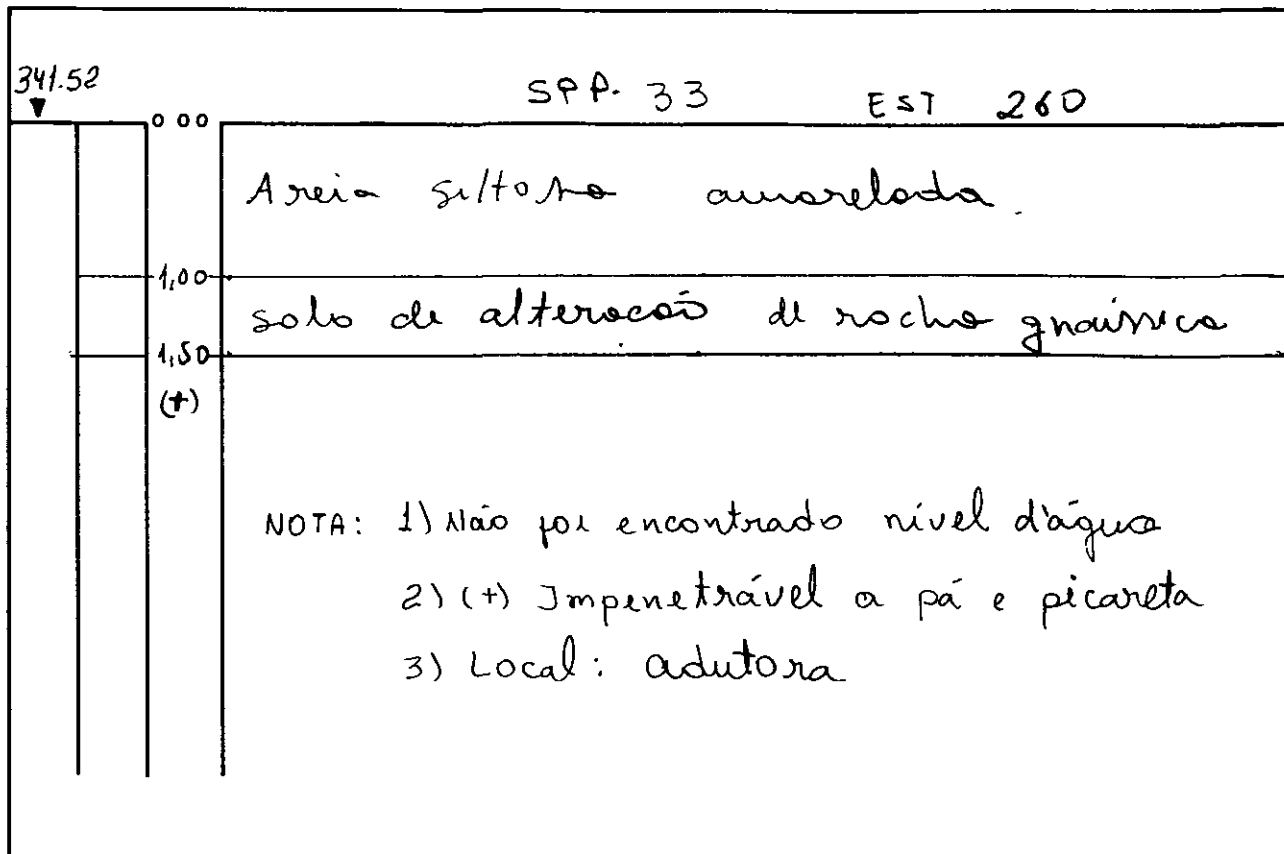 341.52
SPP. 33 EST 260
0 00
Areia siltosa amarelada.
1,00
solo de alteração de rocha gnaissica
1,50
(+)
NOTA: 1) Não foi encontrado nível d'água
2) (+) Impenetrável a pá e picareta
3) Local: adutora